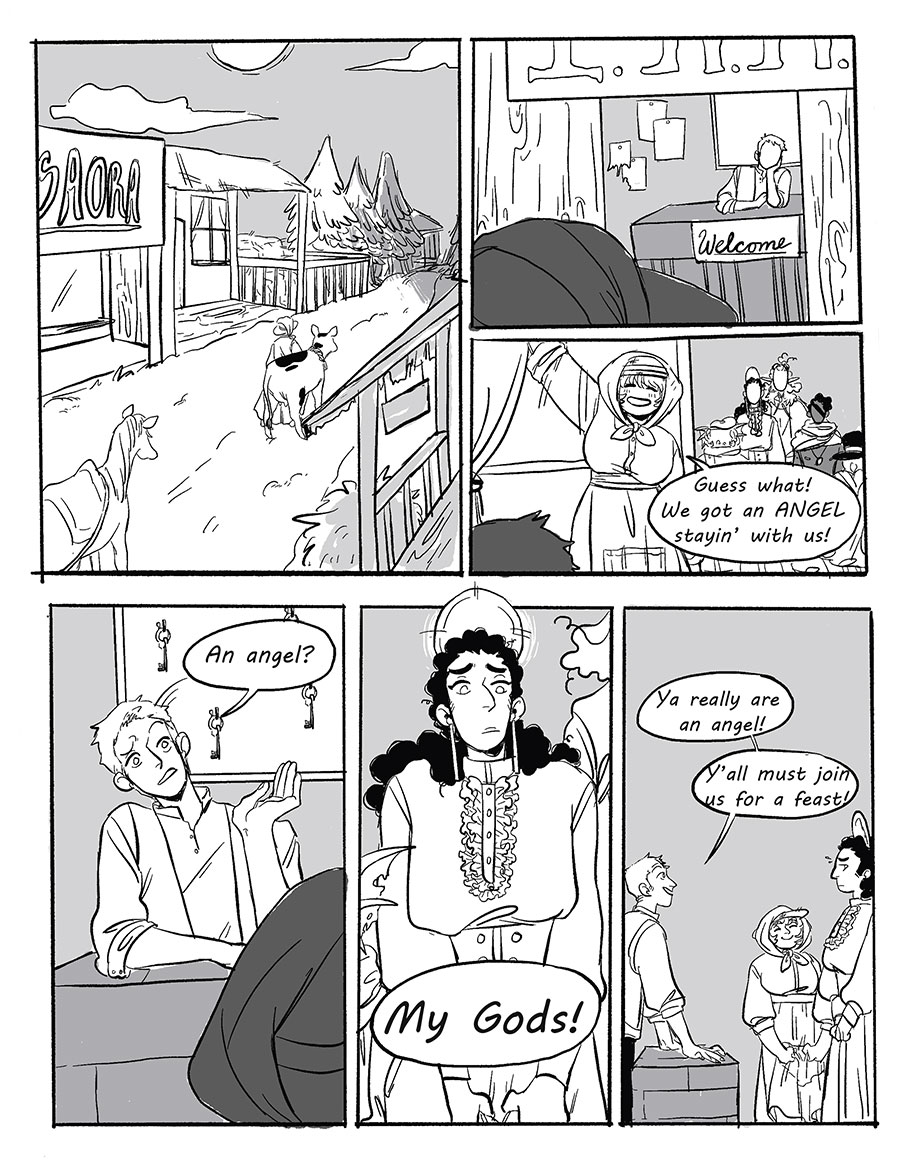 SAORA
Welcome
Guess what!
We got an ANGEL
stayin' with us!
An angel?
My Gods!
Ya really are
an angel!
Y'all must join
us for a feast!